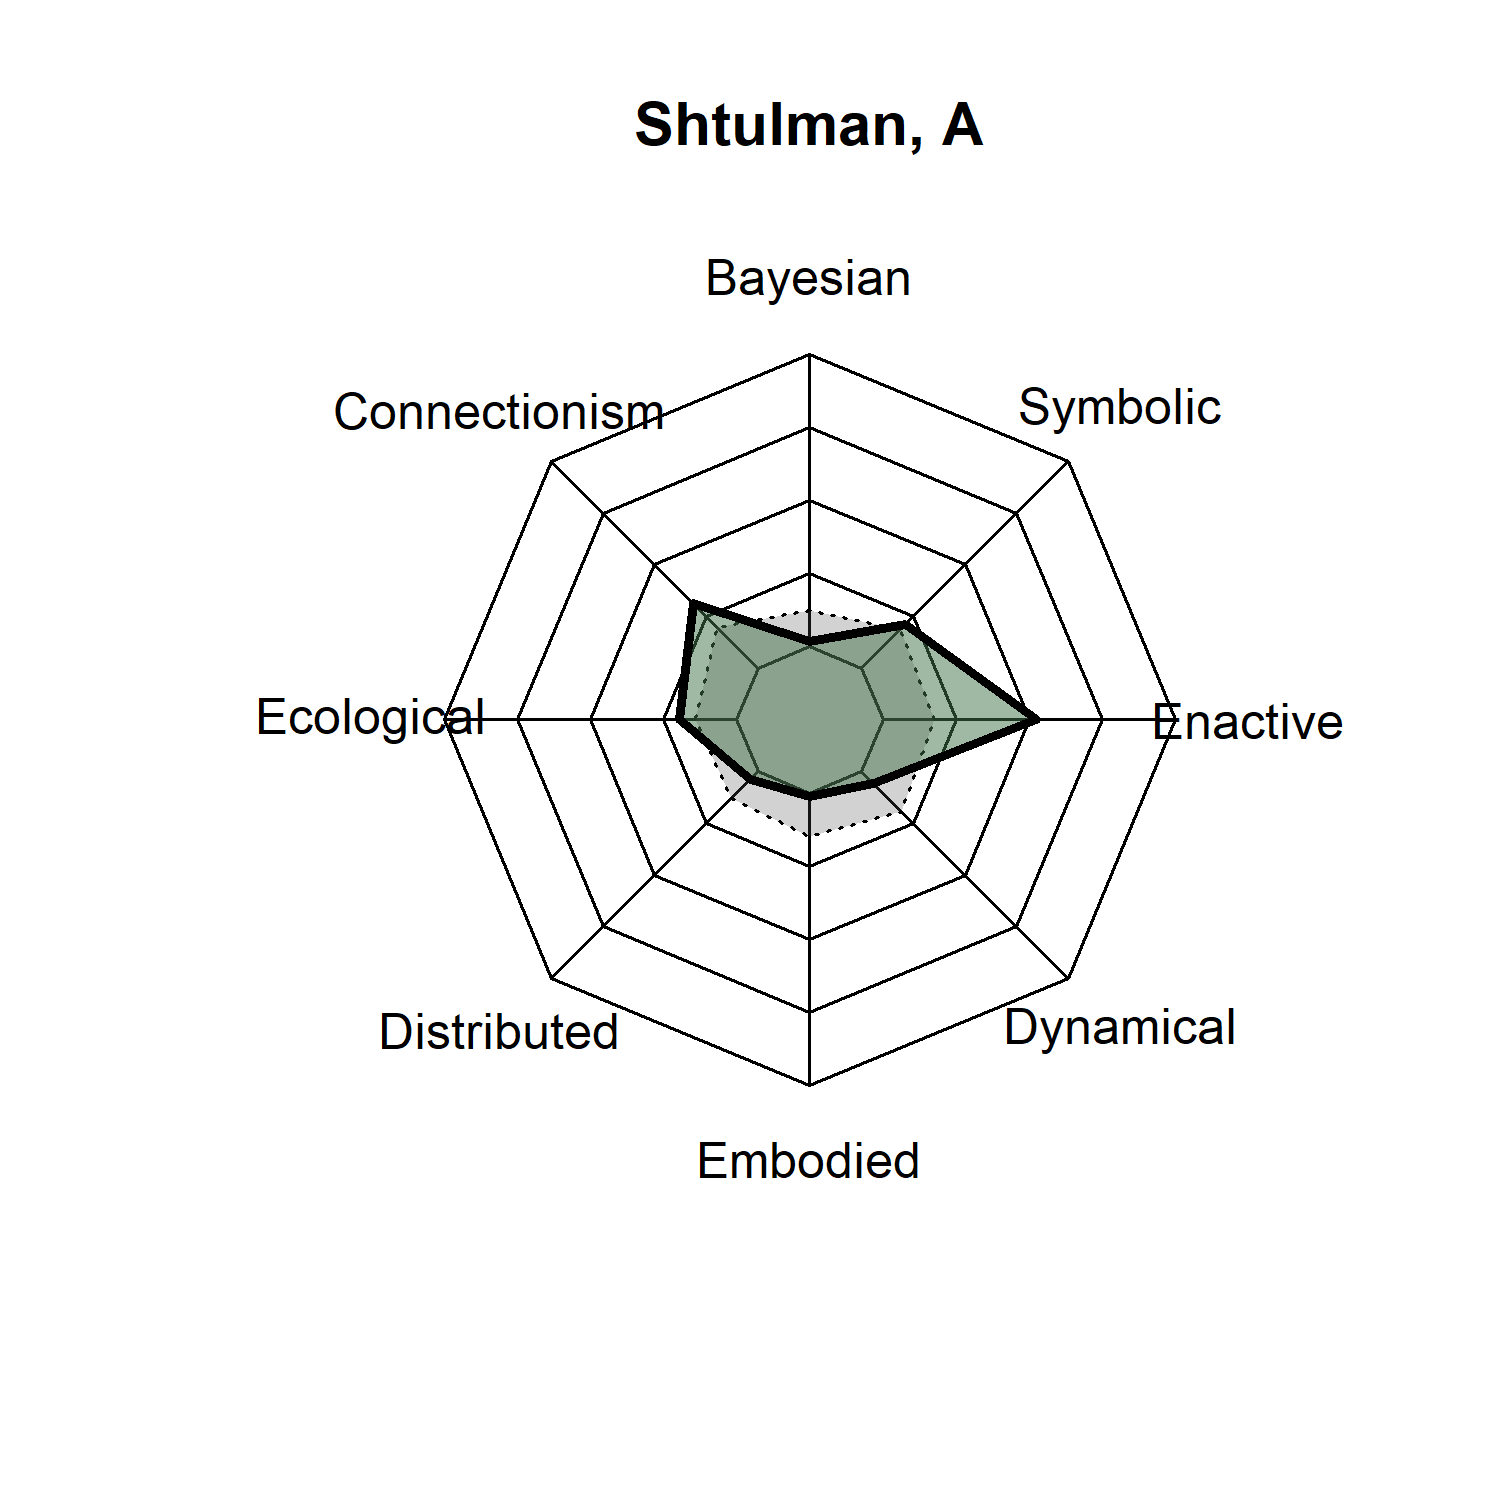 Shtulman, A
Bayesian
Connectionism
Symbolic
Ecological
Enactive
Distributed
Dynamical
Embodied